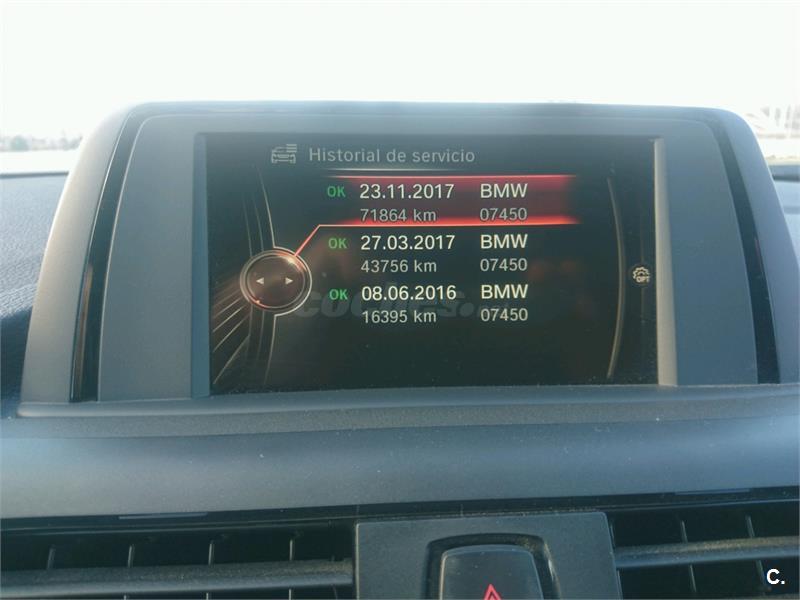 Historial de servicio
OK 23.11.2017 BMW
71864 km 07450
OK 27.03.2017 BMW
43756 km 07450
OPT
OK 08.06.2016 BMW
16395 km 07450
coches.
C.